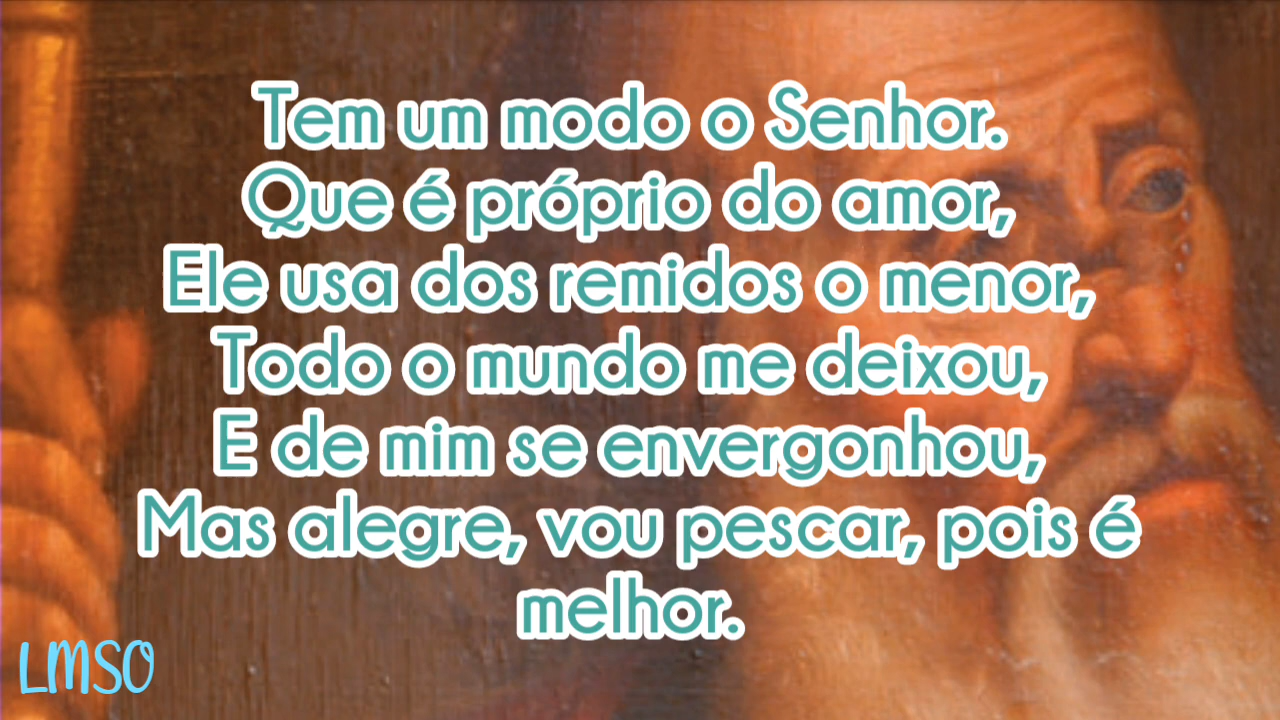 Tem um modo o Senhor.
Que é próprio do amor,
Ele usa dos remidos o menor,
Todo o mundo me deixou,
E de mim se envergonhou,
Mas alegre, vou pescar, pois é
melhor.
LMSO